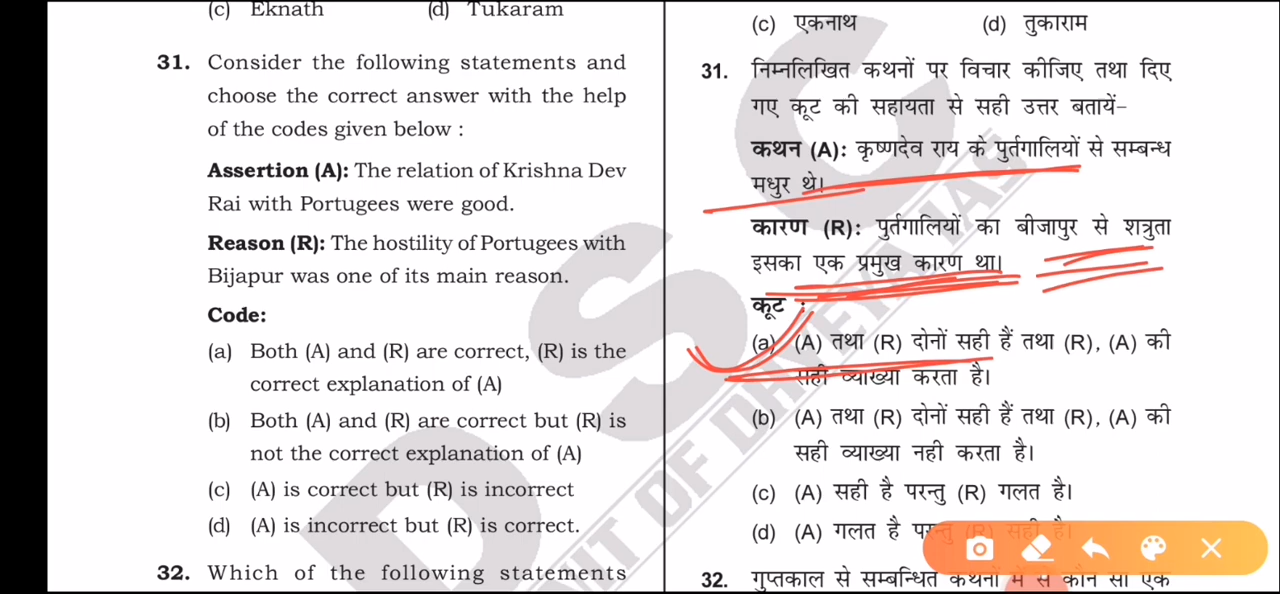 (c) Eknath (d) Tukaram
31. Consider the following statements and
choose the correct answer with the help
of the codes given below :
Assertion (A): The relation of Krishna Dev
Rai with Portugees were good.
Reason (R): The hostility of Portugees with
Bijapur was one of its main reason.
Code:
(a) Both (A) and (R) are correct, (R) is the
correct explanation of (A)
(b) Both (A) and (R) are correct but (R) is
not the correct explanation of (A)
(c) (A) is correct but (R) is incorrect
(d) (A) is incorrect but (R) is correct.
32. Which of the following statements
(c) एकनाथ (d) तुकाराम
31. निम्नलिखित कथनों पर विचार कीजिए तथा दिए
गए कूट की सहायता से सही उत्तर बतायें-
कथन (A): कृष्णदेव राय के पुर्तगालियों से सम्बन्ध
मधुर थे।
कारण (R): पुर्तगालियों का बीजापुर से शत्रुता
इसका एक प्रमुख कारण था।
कूट :
(a) (A) तथा (R) दोनों सही हैं तथा (R), (A) की
सही व्याख्या करता है।
(b) (A) तथा (R) दोनों सही हैं तथा (R), (A) की
सही व्याख्या नही करता है।
(c) (A) सही है परन्तु (R) गलत है।
(d) (A) गलत है परन्तु (R) सही है।
32. गुप्तकाल से सम्बन्धित कथनों में से कौन सा एक